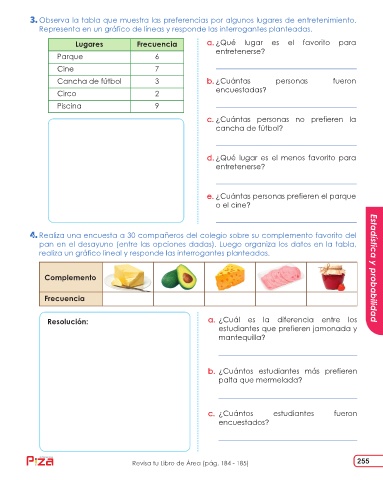 3. Observa la tabla que muestra las preferencias por algunos lugares de entretenimiento.
Representa en un gráfico de líneas y responde las interrogantes planteadas.
Lugares Frecuencia
Parque 6
Cine 7
Cancha de fútbol 3
Circo 2
Piscina 9
a. ¿Qué lugar es el favorito para
entretenerse?
b. ¿Cuántas personas fueron
encuestadas?
c. ¿Cuántas personas no prefieren la
cancha de fútbol?
d. ¿Qué lugar es el menos favorito para
entretenerse?
e. ¿Cuántas personas prefieren el parque
o el cine?
4. Realiza una encuesta a 30 compañeros del colegio sobre su complemento favorito del
pan en el desayuno (entre las opciones dadas). Luego organiza los datos en la tabla,
realiza un gráfico lineal y responde las interrogantes planteadas.
Complemento
Frecuencia
Resolución:
a. ¿Cuál es la diferencia entre los
estudiantes que prefieren jamonada y
mantequilla?
b. ¿Cuántos estudiantes más prefieren
palta que mermelada?
c. ¿Cuántos estudiantes fueron
encuestados?
Estadística y probabilidad
Pizza
Revisa tu Libro de Área (pág. 184 - 185)
255